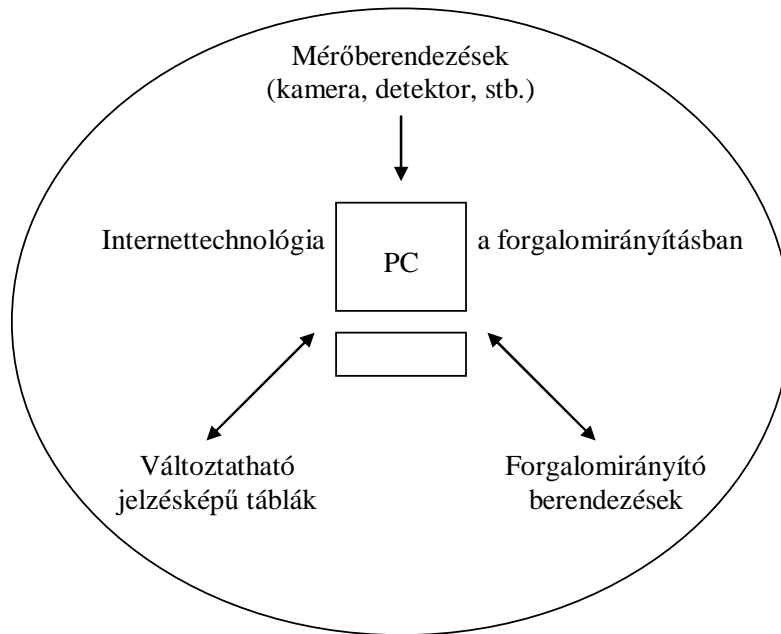 Mérőberendezések
(kamera, detektor, stb.)
Internettechnológia
PC
a forgalomirányításban
Változtatható
jelzésképű táblák
Forgalomirányító
berendezések